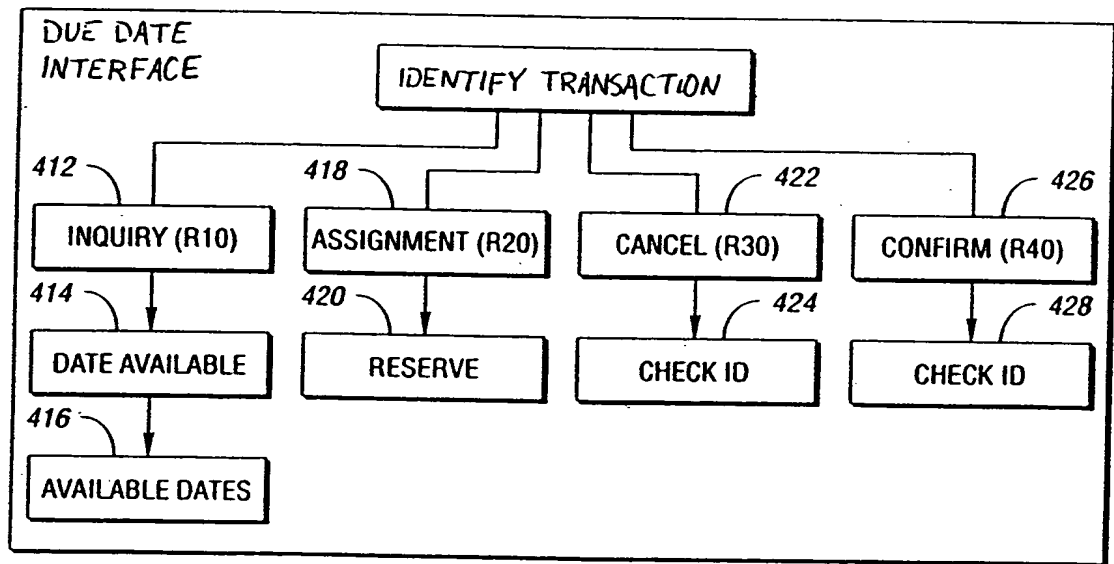 DUE DATE
INTERFACE
IDENTIFY TRANSACTION
412
418
422
426
INQUIRY (R10)
ASSIGNMENT (R20)
CANCEL (R30)
CONFIRM (R40)
414
420
424
428
DATE AVAILABLE
RESERVE
CHECK ID
CHECK ID
416
AVAILABLE DATES